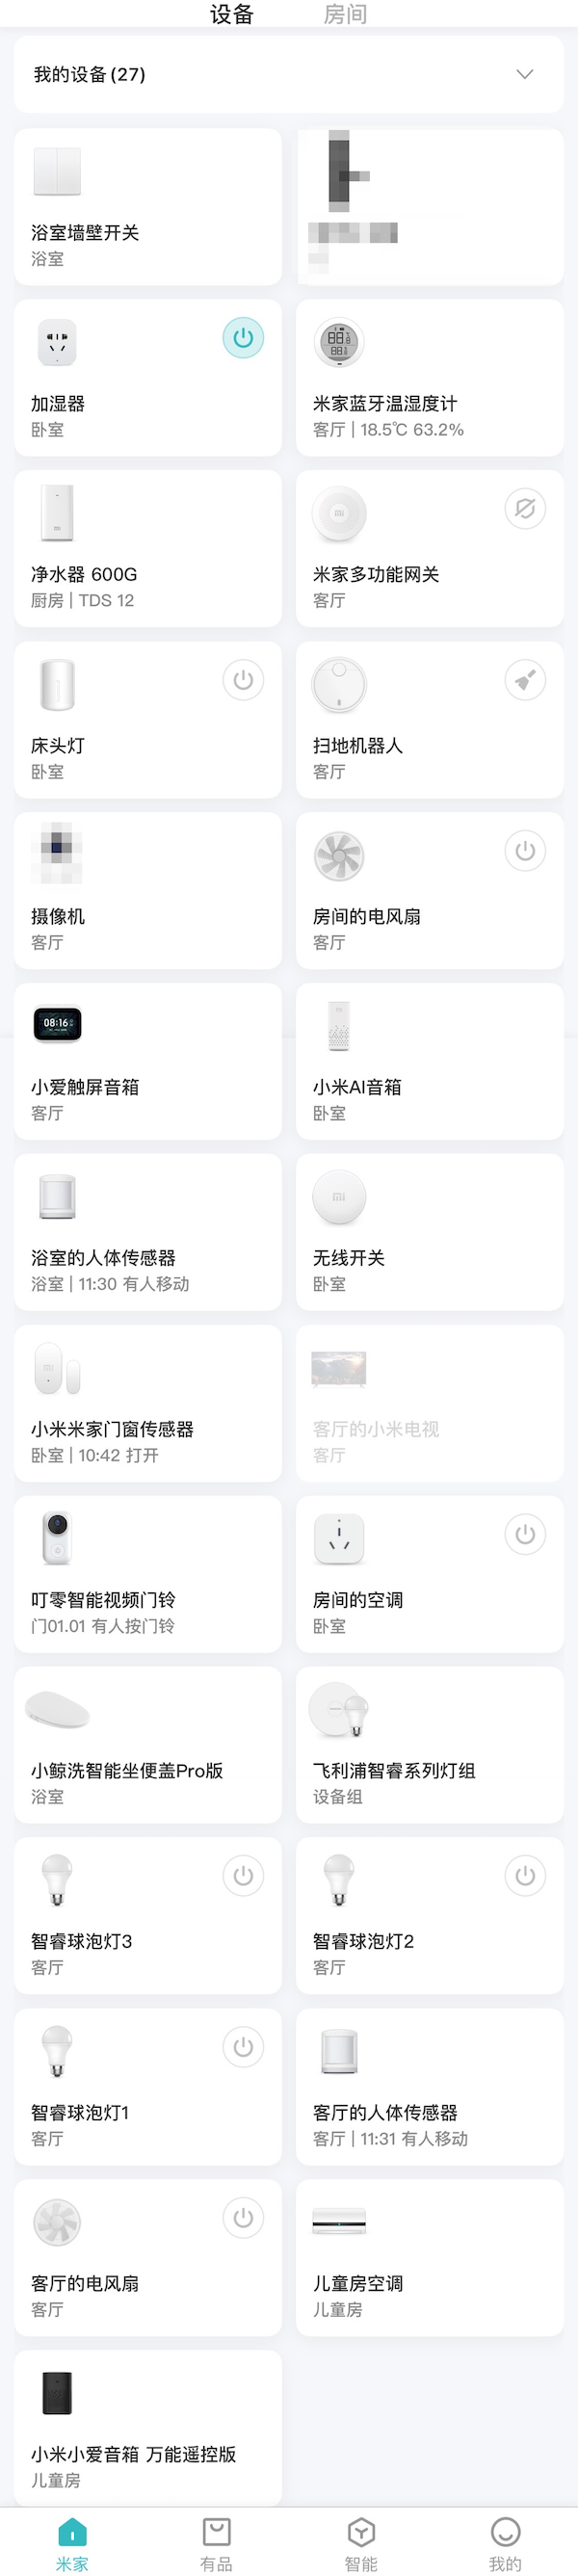 设备
房间
我的设备(27)
浴室墙壁开关
浴室
加湿器
卧室
米家蓝牙温湿度计
客厅 | 18.5℃ 63.2%
净水器 600G
厨房 | TDS 12
米家多功能网关
客厅
床头灯
卧室
扫地机器人
客厅
摄像机
客厅
房间的电风扇
客厅
08:16
小爱触屏音箱
客厅
小米AI音箱
卧室
浴室的人体传感器
浴室 | 11:30 有人移动
mi
无线开关
卧室
小米米家门窗传感器
卧室 | 10:42 打开
客厅的小米电视
客厅
叮零智能视频门铃
门01.01 有人按门铃
房间的空调
卧室
小鲸洗智能坐便盖Pro版
浴室
飞利浦智睿系列灯组
设备组
智睿球泡灯3
客厅
智睿球泡灯2
客厅
智睿球泡灯1
客厅
客厅的人体传感器
客厅 | 11:31 有人移动
客厅的电风扇
客厅
儿童房空调
儿童房
小米小爱音箱 万能遥控版
儿童房
米家
有品
智能
我的